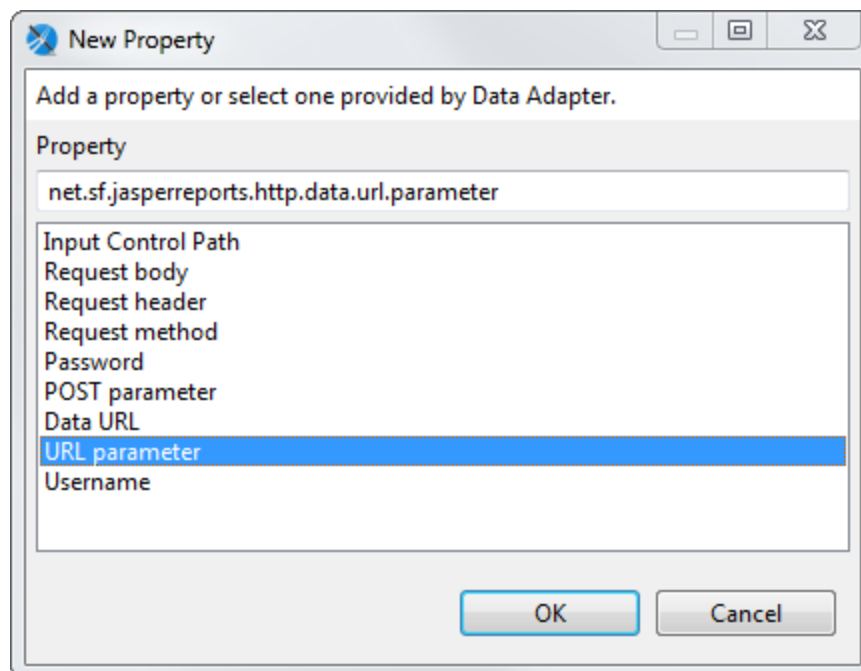 New Property
Add a property or select one provided by Data Adapter.
Property
net.sf.jasperreports.http.data.url.parameter
Input Control Path
Request body
Request header
Request method
Password
POST parameter
Data URL
URL parameter
Username
OK Cancel